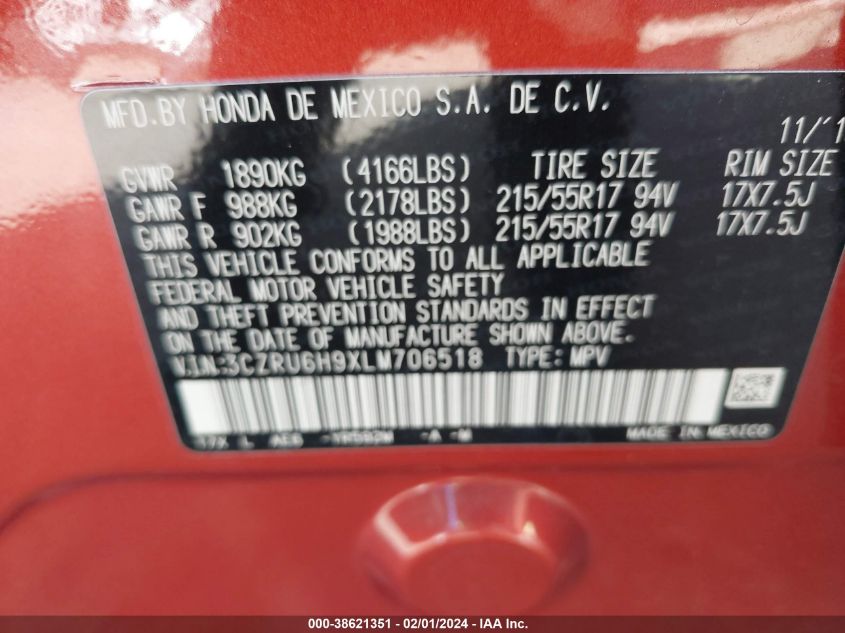 MFD.BY HONDA DE MEXICO S.A. DE C.V.
11/'1
GVWR 1890KG (4166LBS) TIRE SIZE RIM SIZE
GAWR F 988KG (2178LBS) 215/55R17 94V 17X7.5J
GAWR R 902KG (1988LBS) 215/55R17 94V 17X7.5J
THIS VEHICLE CONFORMS TO ALL APPLICABLE
FEDERAL MOTOR VEHICLE SAFETY
AND THEFT PREVENTION STANDARDS IN EFFECT
ON THE DATE OF MANUFACTURE SHOWN ABOVE.
V.I.N.:3CZRU6H9XLM706518 TYPE: MPV
17X L -A -M MADE IN MEXICO
000-38621351 - 02/01/2024 - IAA Inc.